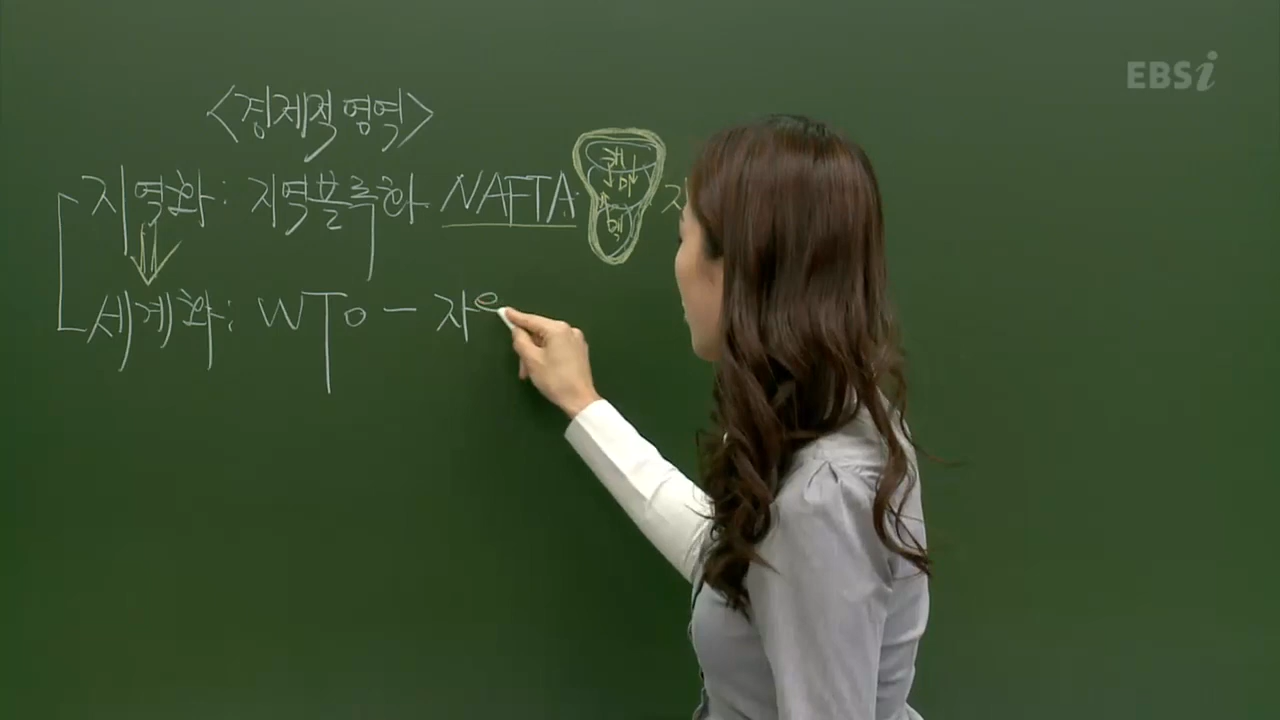 EBSi
<경제적 영역>
지역화: 지역블록화 NAFTA 캐 미 멕 자
세계화: WTO - 자